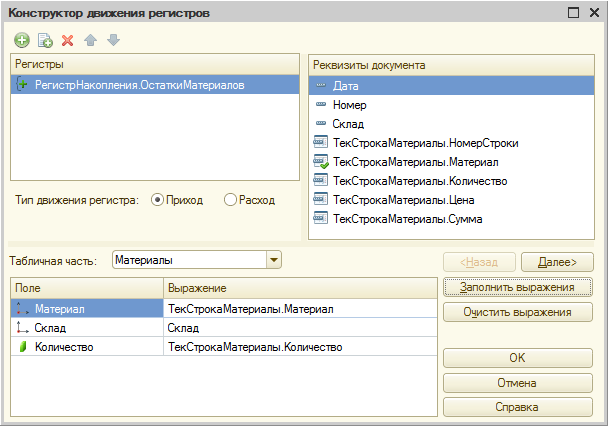 Конструктор движения регистров
Регистры
РегистрНакопления.ОстаткиМатериалов
Тип движения регистра: Приход Расход
Реквизиты документа
Дата
Номер
Склад
ТекСтрокаМатериалы.НомерСтроки
ТекСтрокаМатериалы.Материал
ТекСтрокаМатериалы.Количество
ТекСтрокаМатериалы.Цена
ТекСтрокаМатериалы.Сумма
Табличная часть: Материалы
<Назад Далее>
Поле Выражение
Материал ТекСтрокаМатериалы.Материал
Склад Склад
Количество ТекСтрокаМатериалы.Количество
Заполнить выражения
Очистить выражения
OK
Отмена
Справка